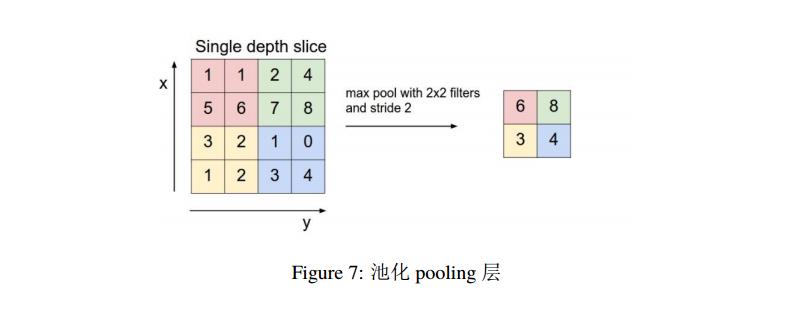 Single depth slice
x
1 1 2 4
5 6 7 8
3 2 1 0
1 2 3 4
y
max pool with 2x2 filters
and stride 2
6 8
3 4
Figure 7: 池化 pooling 层